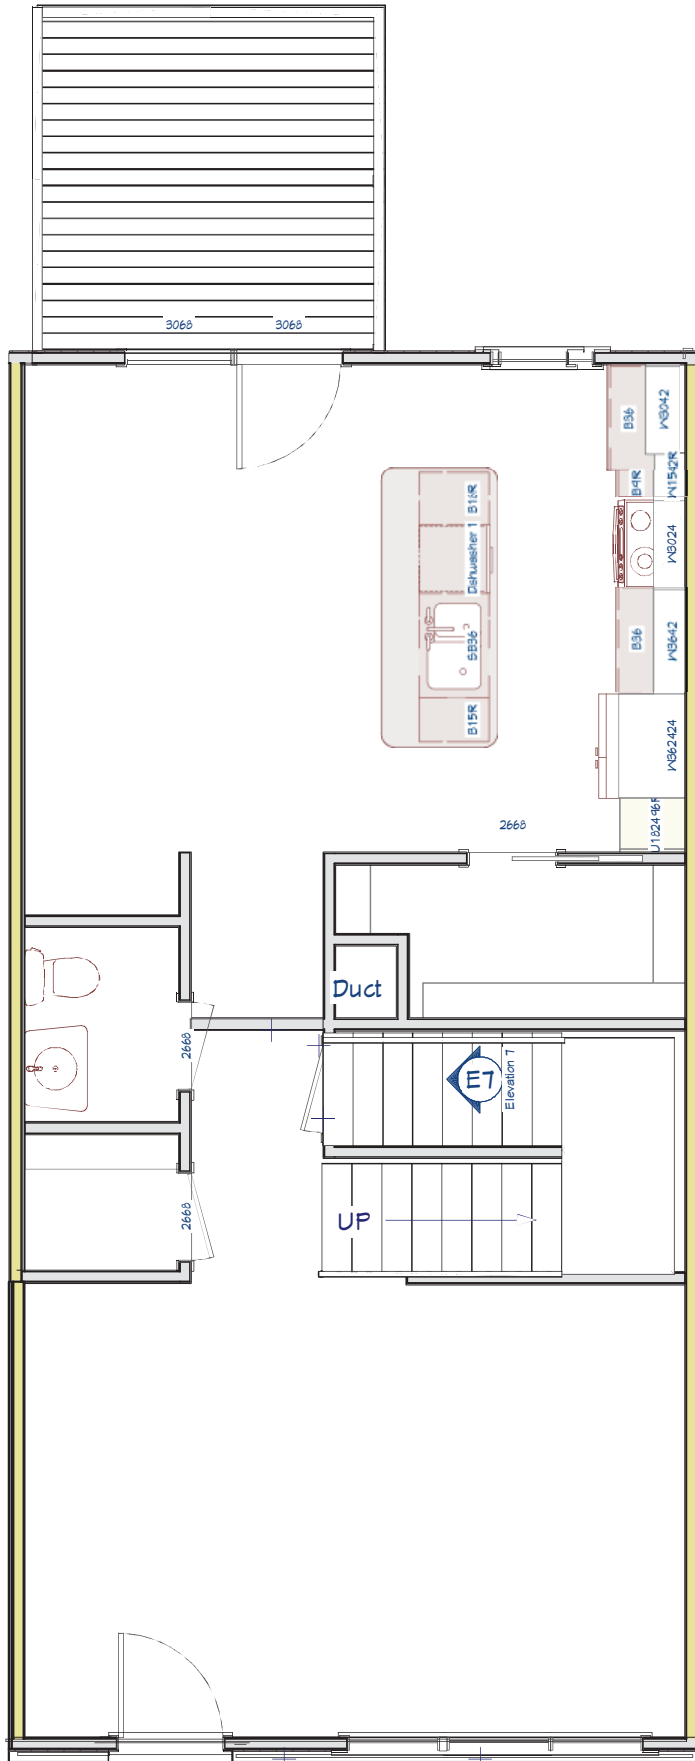 3068
3068
B36
W3042
B9R
W1542R
B18R
Dishwasher 1
W3024
SB36
B36
W3642
B15R
W362424
U182496R
2668
Duct
2668
E7
Elevation 7
2668
UP